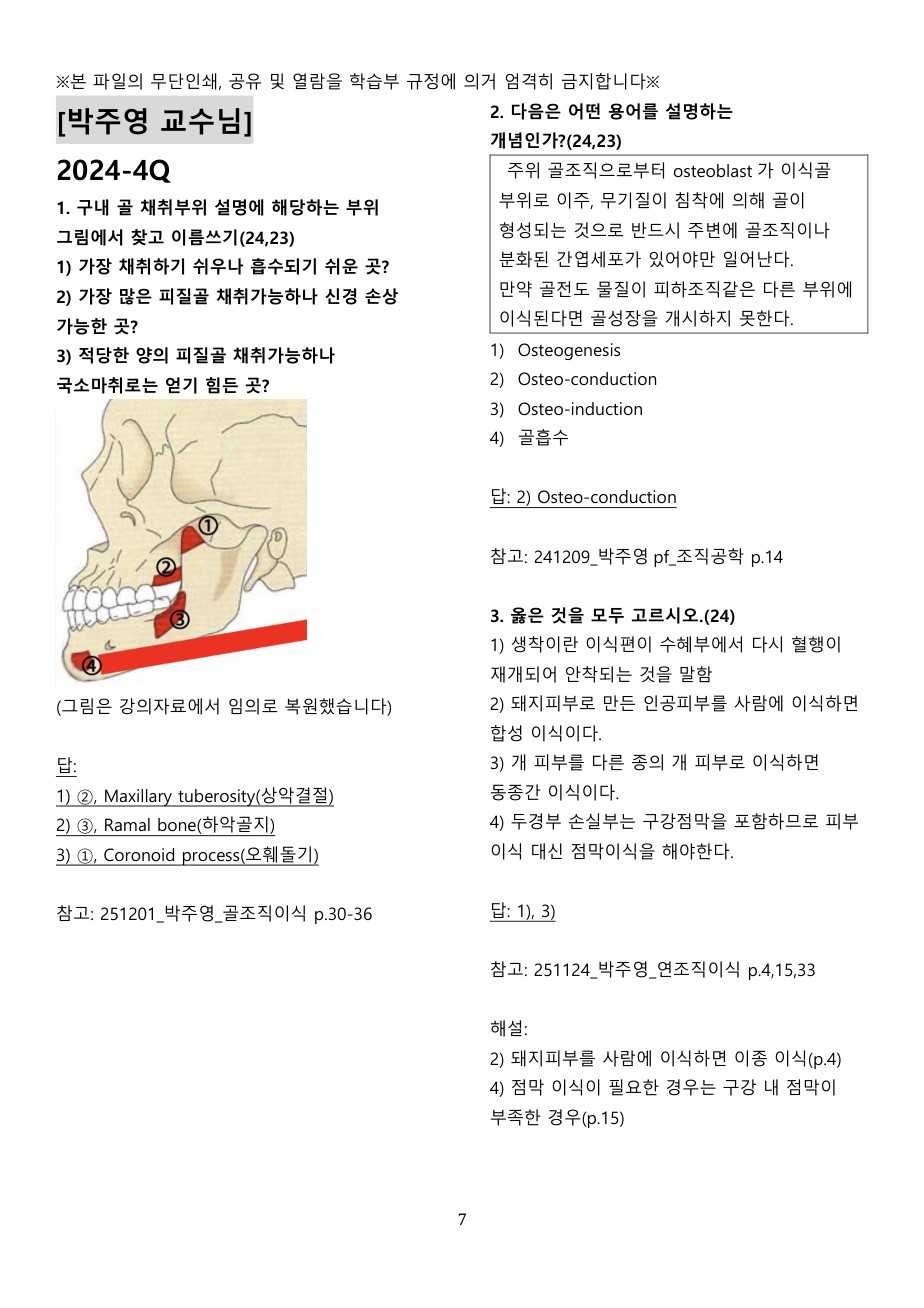 ※본 파일의 무단인쇄, 공유 및 열람을 학습부 규정에 의거 엄격히 금지합니다※
[박주영 교수님]
2024-4Q
1. 구내 골 채취부위 설명에 해당하는 부위
그림에서 찾고 이름쓰기(24,23)
1) 가장 채취하기 쉬우나 흡수되기 쉬운 곳?
2) 가장 많은 피질골 채취가능하나 신경 손상
가능한 곳?
3) 적당한 양의 피질골 채취가능하나
국소마취로는 얻기 힘든 곳?
①
②
③
④
(그림은 강의자료에서 임의로 복원했습니다)
답:
1) ②, Maxillary tuberosity(상악결절)
2) ③, Ramal bone(하악골지)
3) ①, Coronoid process(오훼돌기)
참고: 251201_박주영_골조직이식 p.30-36
2. 다음은 어떤 용어를 설명하는
개념인가?(24,23)
주위 골조직으로부터 osteoblast 가 이식골
부위로 이주, 무기질이 침착에 의해 골이
형성되는 것으로 반드시 주변에 골조직이나
분화된 간엽세포가 있어야만 일어난다.
만약 골전도 물질이 피하조직같은 다른 부위에
이식된다면 골성장을 개시하지 못한다.
1) Osteogenesis
2) Osteo-conduction
3) Osteo-induction
4) 골흡수
답: 2) Osteo-conduction
참고: 241209_박주영 pf_조직공학 p.14
3. 옳은 것을 모두 고르시오.(24)
1) 생착이란 이식편이 수혜부에서 다시 혈행이
재개되어 안착되는 것을 말함
2) 돼지피부로 만든 인공피부를 사람에 이식하면
합성 이식이다.
3) 개 피부를 다른 종의 개 피부로 이식하면
동종간 이식이다.
4) 두경부 손실부는 구강점막을 포함하므로 피부
이식 대신 점막이식을 해야한다.
답: 1), 3)
참고: 251124_박주영_연조직이식 p.4,15,33
해설:
2) 돼지피부를 사람에 이식하면 이종 이식(p.4)
4) 점막 이식이 필요한 경우는 구강 내 점막이
부족한 경우(p.15)
7